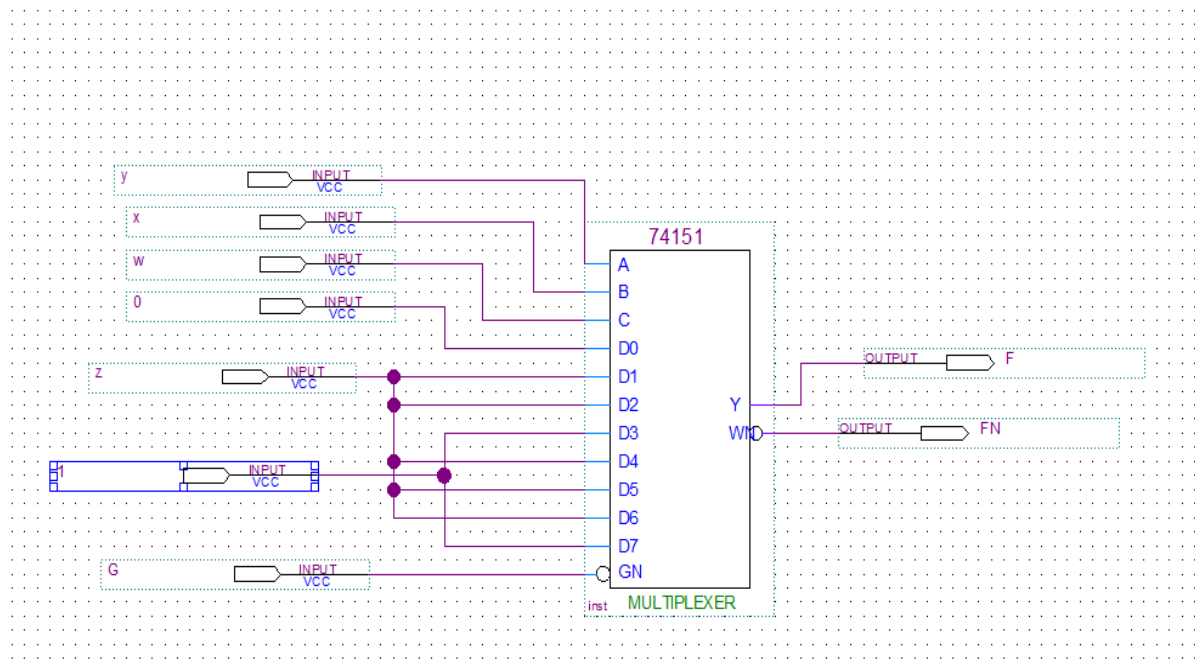 y INPUT
VCC
x INPUT
VCC
w INPUT
VCC
0 INPUT
VCC
z INPUT
VCC
1 INPUT
VCC
G INPUT
VCC
74151
A
B
C
D0
D1
D2
D3
D4
D5
D6
D7
GN
Y
WN
inst MULTIPLEXER
OUTPUT F
OUTPUT FN